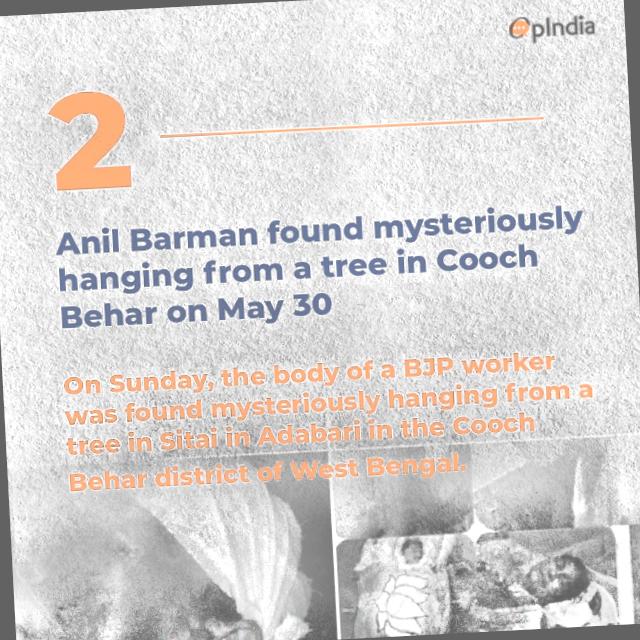 OpIndia
2
Anil Barman found mysteriously
hanging from a tree in Cooch
Behar on May 30
On Sunday, the body of a BJP worker
was found mysteriously hanging from a
tree in Sitai in Adabari in the Cooch
Behar district of West Bengal.